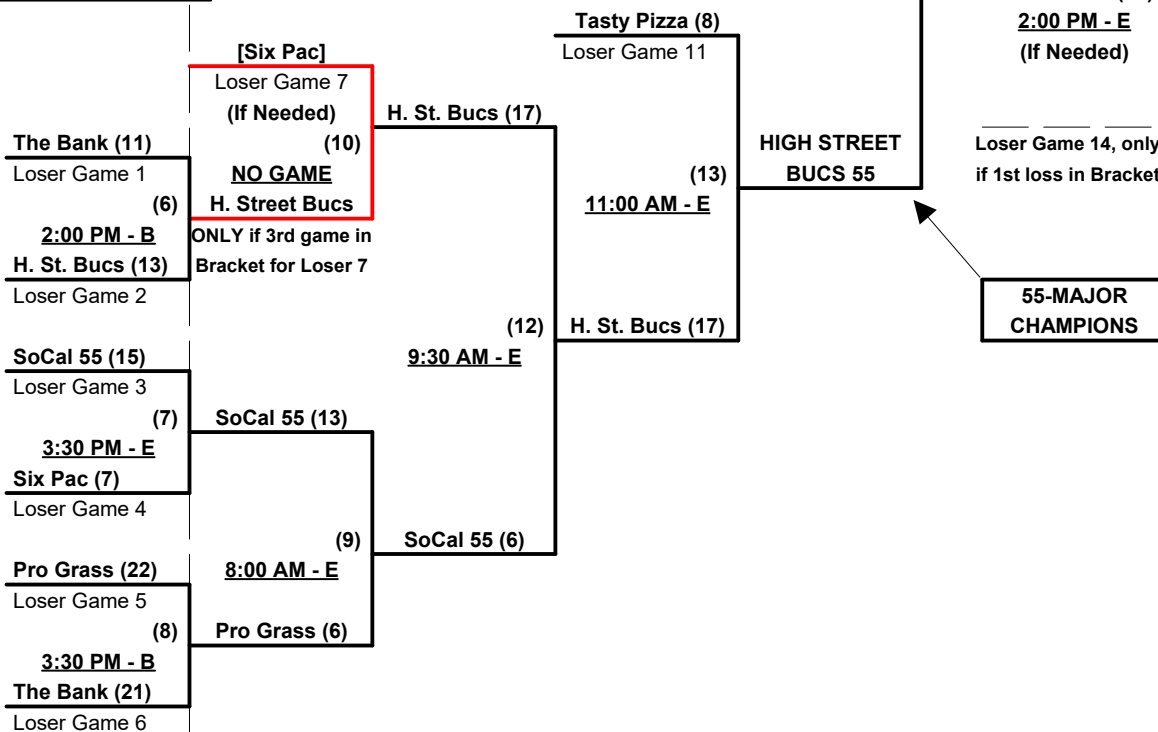 Tasty Pizza (8)
Loser Game 11
2:00 PM - E
(If Needed)
[Six Pac]
Loser Game 7
(If Needed)
(10)
NO GAME
H. Street Bucs
ONLY if 3rd game in
Bracket for Loser 7
H. St. Bucs (17)
The Bank (11)
Loser Game 1
(6)
2:00 PM - B
H. St. Bucs (13)
Loser Game 2
HIGH STREET
BUCS 55
(13)
11:00 AM - E
Loser Game 14, only
if 1st loss in Bracket
55-MAJOR
CHAMPIONS
(12)
9:30 AM - E
H. St. Bucs (17)
SoCal 55 (15)
Loser Game 3
(7)
3:30 PM - E
Six Pac (7)
Loser Game 4
SoCal 55 (13)
(9)
8:00 AM - E
SoCal 55 (6)
Pro Grass (22)
Loser Game 5
(8)
3:30 PM - B
The Bank (21)
Loser Game 6
Pro Grass (6)